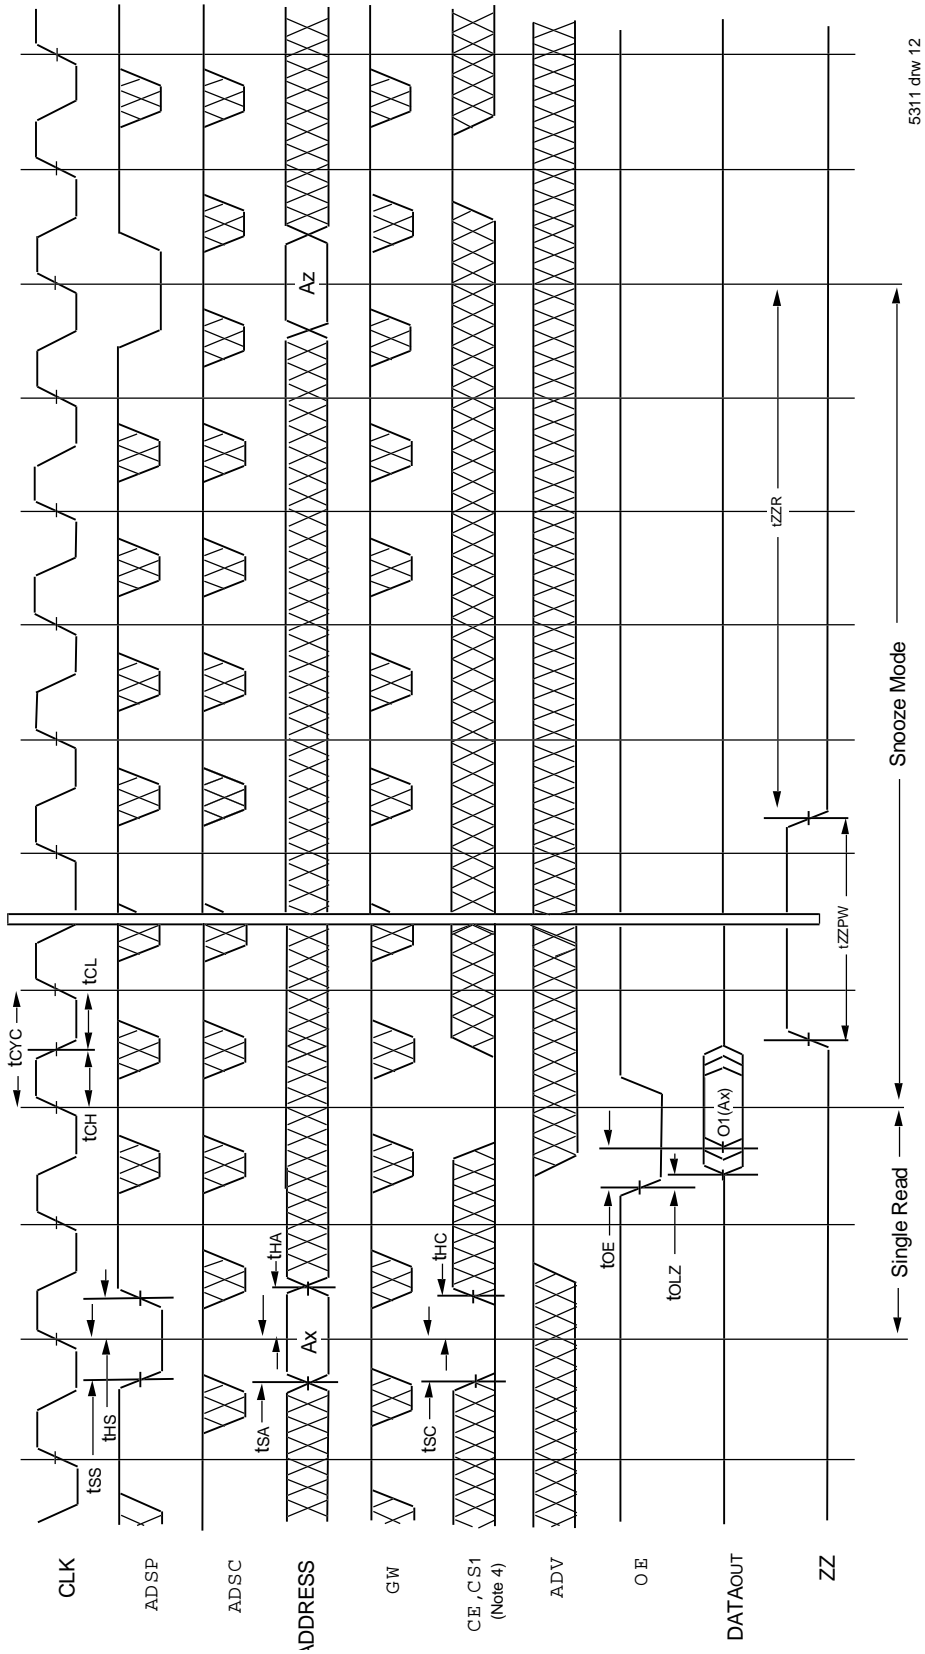 CLK
tCYC
tCH
tCL
tSS
tHS
ADSP
ADSC
ADDRESS
tSA
tHA
Ax
Az
GW
CE, CS1
(Note 4)
tSC
tHC
ADV
OE
tOE
tOLZ
DATAOUT
O1(Ax)
ZZ
tZZPW
tZZR
Single Read
Snooze Mode
5311 drw 12